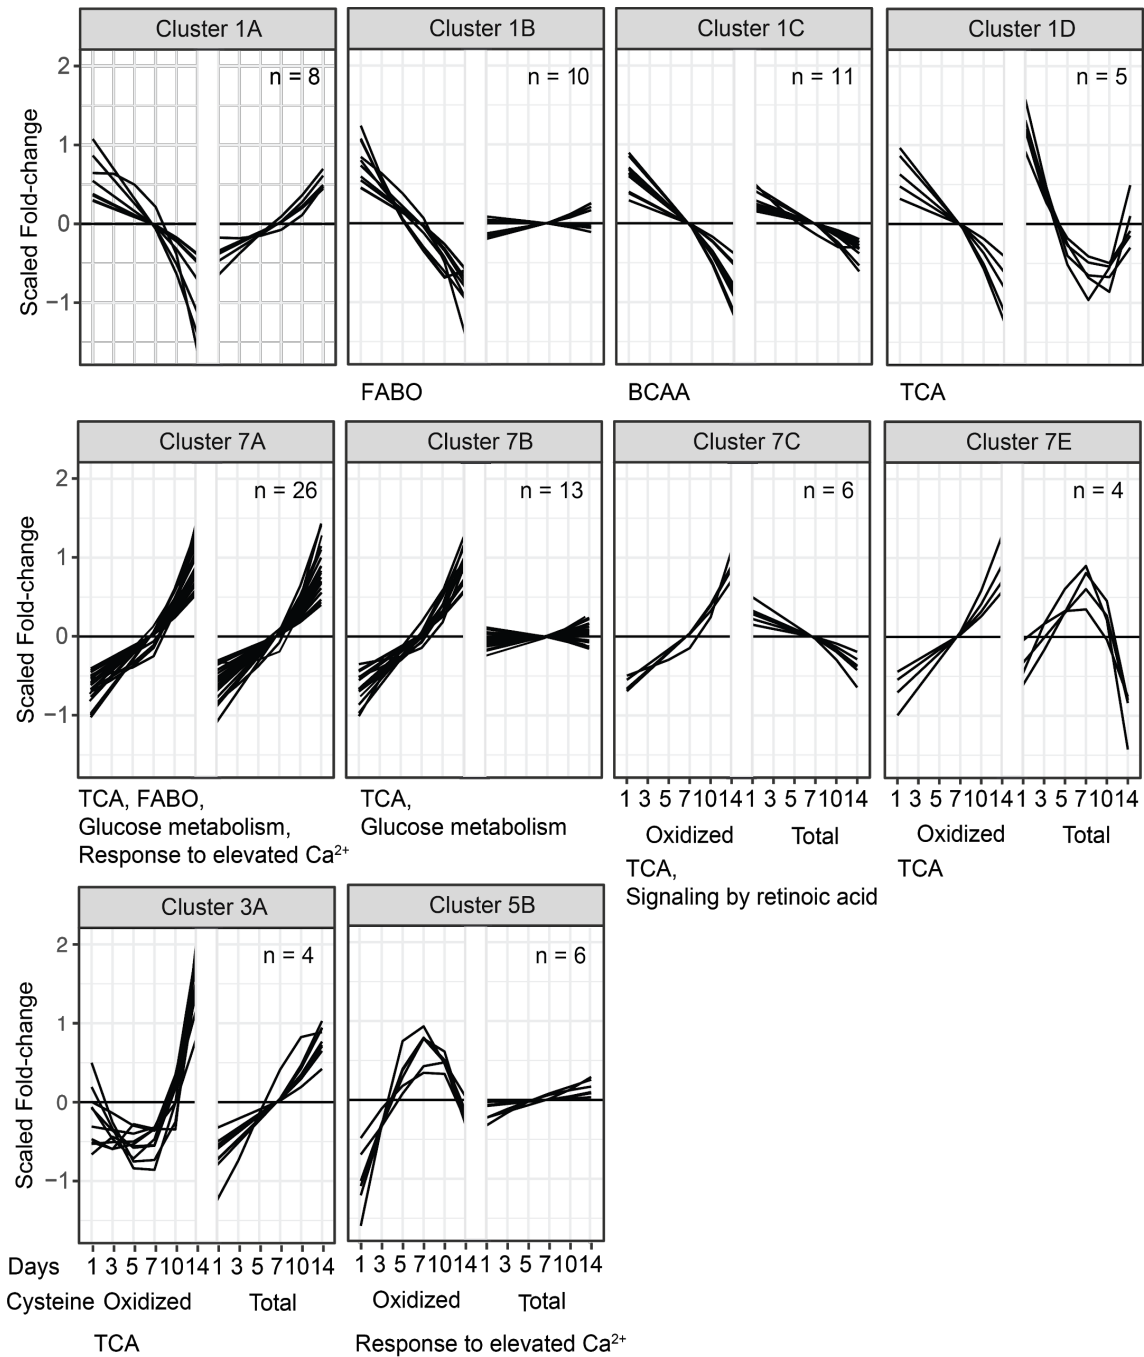 Cluster 1A Cluster 1B Cluster 1C Cluster 1D
n = 8 n = 10 n = 11 n = 5
Scaled Fold-change
2
1
0
−1
FABO BCAA TCA
Cluster 7A Cluster 7B Cluster 7C Cluster 7E
n = 26 n = 13 n = 6 n = 4
Scaled Fold-change
2
1
0
−1
1 3 5 7 10 14 1 3 5 7 10 14 1 3 5 7 10 14 1 3 5 7 10 14
Oxidized Total Oxidized Total
TCA, FABO,
Glucose metabolism,
Response to elevated Ca²⁺
TCA,
Glucose metabolism
TCA,
Signaling by retinoic acid
TCA
Cluster 3A Cluster 5B
n = 4 n = 6
Scaled Fold-change
2
1
0
−1
Days 1 3 5 7 10 14 1 3 5 7 10 14 1 3 5 7 10 14 1 3 5 7 10 14
Cysteine Oxidized Total Oxidized Total
TCA Response to elevated Ca²⁺